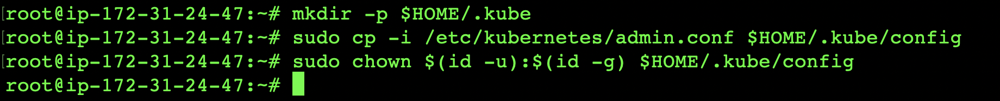 [root@ip-172-31-24-47:~# mkdir -p $HOME/.kube
[root@ip-172-31-24-47:~# sudo cp -i /etc/kubernetes/admin.conf $HOME/.kube/config
[root@ip-172-31-24-47:~# sudo chown $(id -u):$(id -g) $HOME/.kube/config
root@ip-172-31-24-47:~#